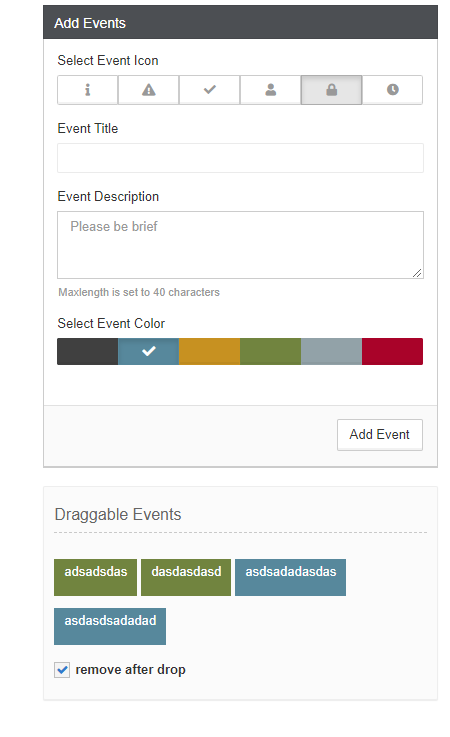 Add Events
Select Event Icon
Event Title
Event Description
Please be brief
Maxlength is set to 40 characters
Select Event Color
Add Event
Draggable Events
adsadsdas dasdasdasd asdsadadasdas
asdasdsadadad
remove after drop